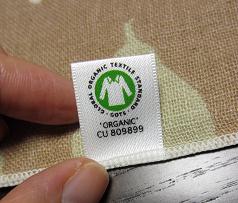 GLOBAL ORGANIC TEXTILE STANDARD · GOTS ·
"ORGANIC"
CU 809899